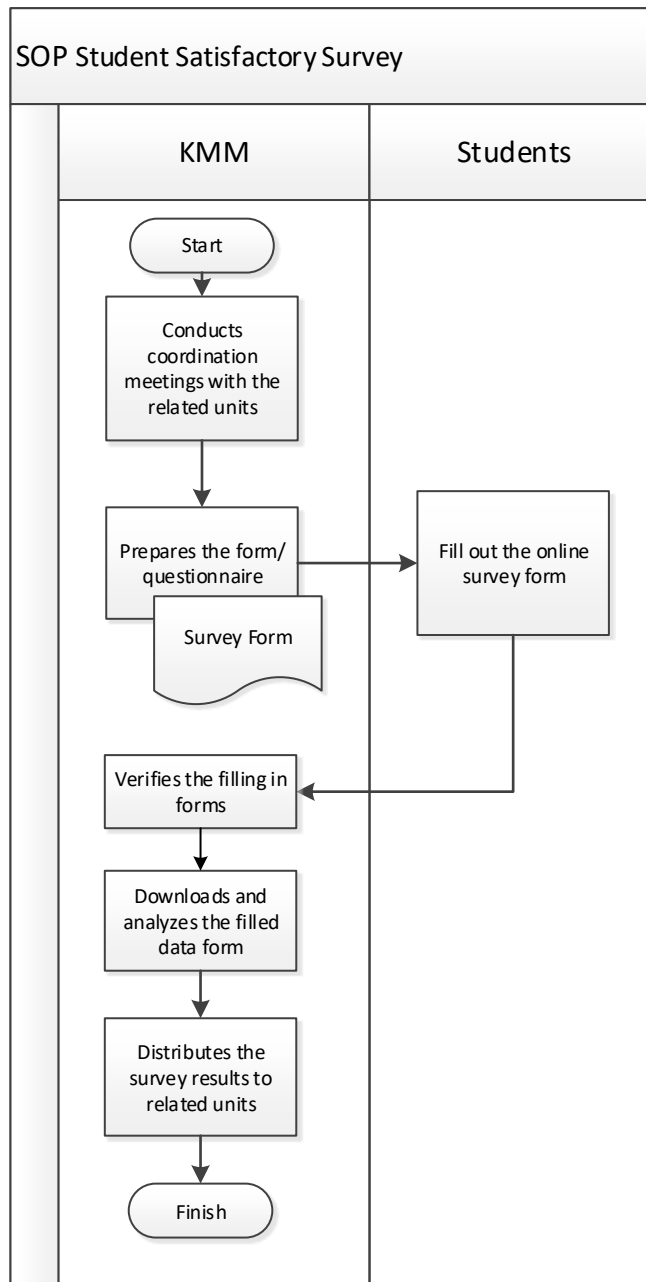 SOP Student Satisfactory Survey
KMM
Students
Start
Conducts
coordination
meetings with the
related units
Prepares the form/
questionnaire
Survey Form
Fill out the online
survey form
Verifies the filling in
forms
Downloads and
analyzes the filled
data form
Distributes the
survey results to
related units
Finish